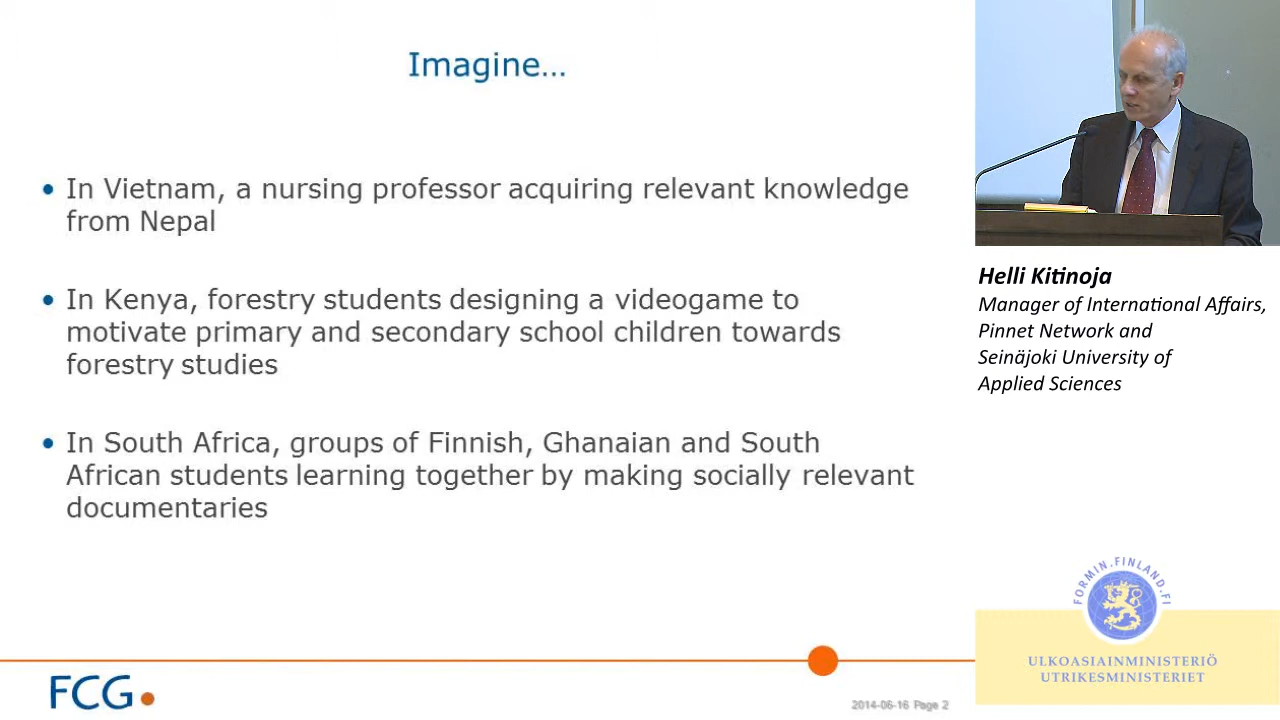 Imagine...
• In Vietnam, a nursing professor acquiring relevant knowledge
from Nepal
• In Kenya, forestry students designing a videogame to
motivate primary and secondary school children towards
forestry studies
• In South Africa, groups of Finnish, Ghanaian and South
African students learning together by making socially relevant
documentaries
FCG
2014-06-16 Page 2
Helli Kitinoja
Manager of International Affairs,
Pinnet Network and
Seinäjoki University of
Applied Sciences
FORMIN.FINLAND.FI
ULKOASIAINMINISTERIÖ
UTRIKESMINISTERIET